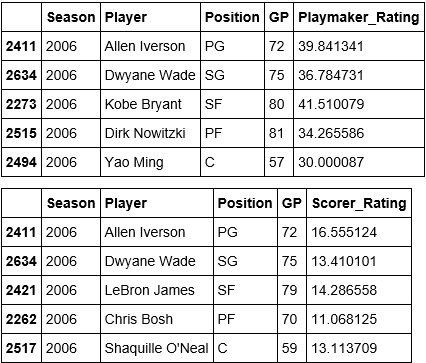 Season Player Position GP Playmaker_Rating
2411 2006 Allen Iverson PG 72 39.841341
2634 2006 Dwyane Wade SG 75 36.784731
2273 2006 Kobe Bryant SF 80 41.510079
2515 2006 Dirk Nowitzki PF 81 34.265586
2494 2006 Yao Ming C 57 30.000087
Season Player Position GP Scorer_Rating
2411 2006 Allen Iverson PG 72 16.555124
2634 2006 Dwyane Wade SG 75 13.410101
2421 2006 LeBron James SF 79 14.286558
2262 2006 Chris Bosh PF 70 11.068125
2517 2006 Shaquille O'Neal C 59 13.113709